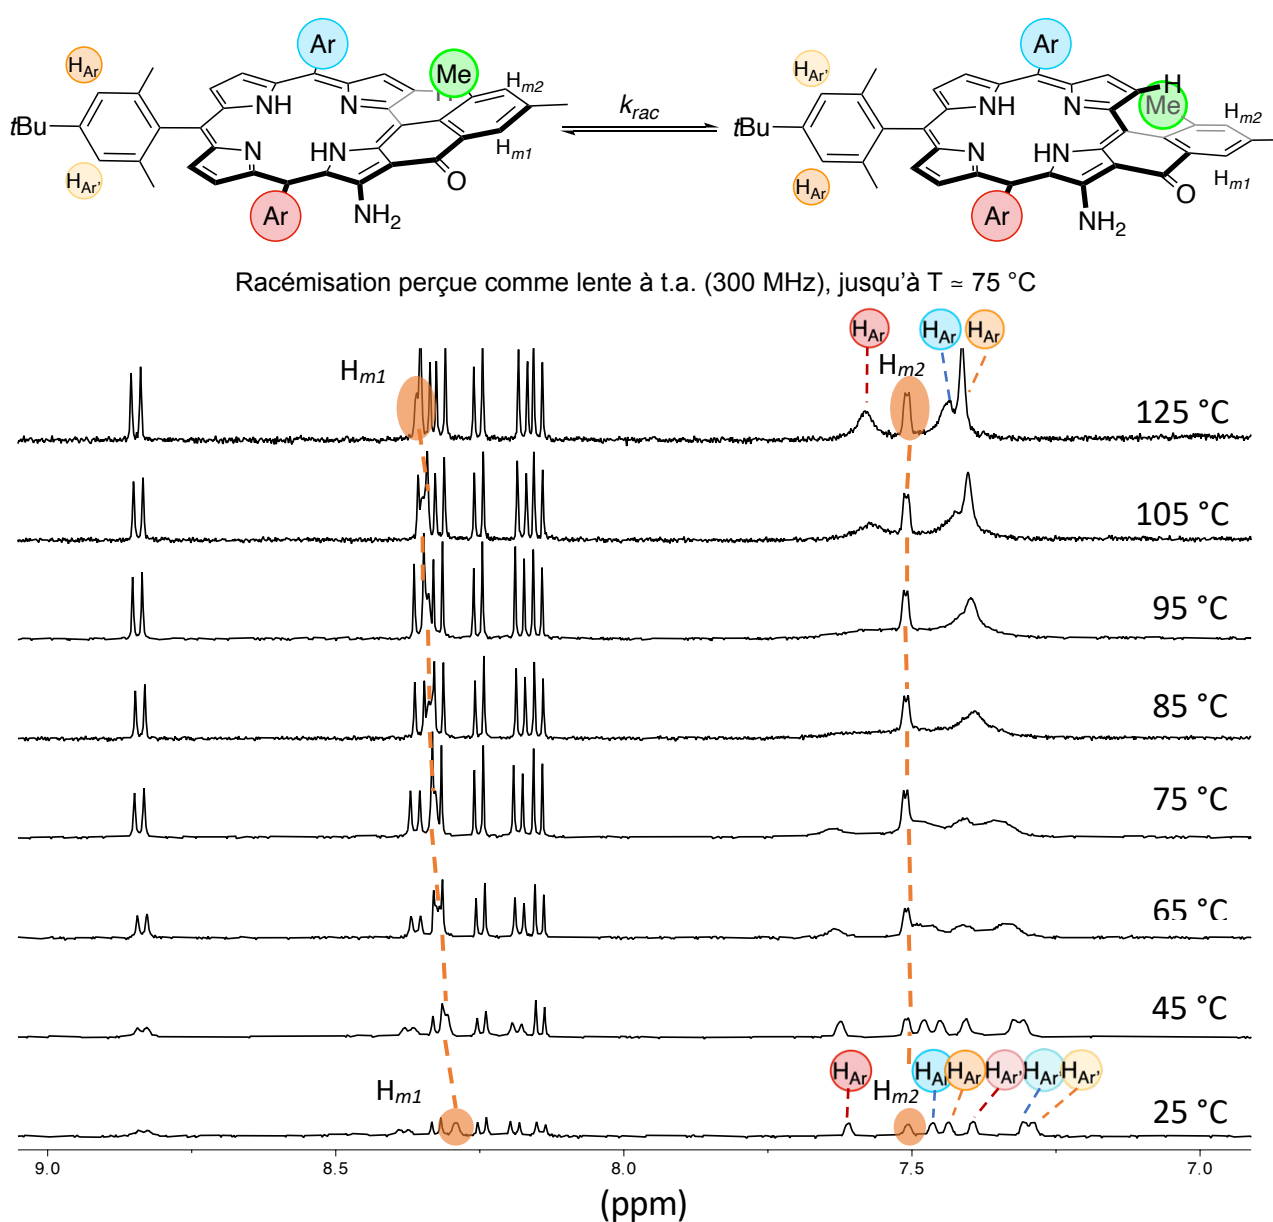 Ar
Me
H
Hm2
HAr
NH
N
tBu
N
HN
Hm1
O
HAr'
Ar
NH2
krac
Ar
H
Me
Hm2
HAr'
NH
N
tBu
N
HN
Hm1
O
HAr
Ar
NH2
Racémisation perçue comme lente à t.a. (300 MHz), jusqu'à T ≃ 75 °C
HAr
HAr
HAr
Hm1
Hm2
125 °C
105 °C
95 °C
85 °C
75 °C
65 °C
45 °C
HAr
Hm2
HAr
HAr
HAr'
HAr'
HAr'
Hm1
25 °C
9.0 8.5 8.0 7.5 7.0
(ppm)